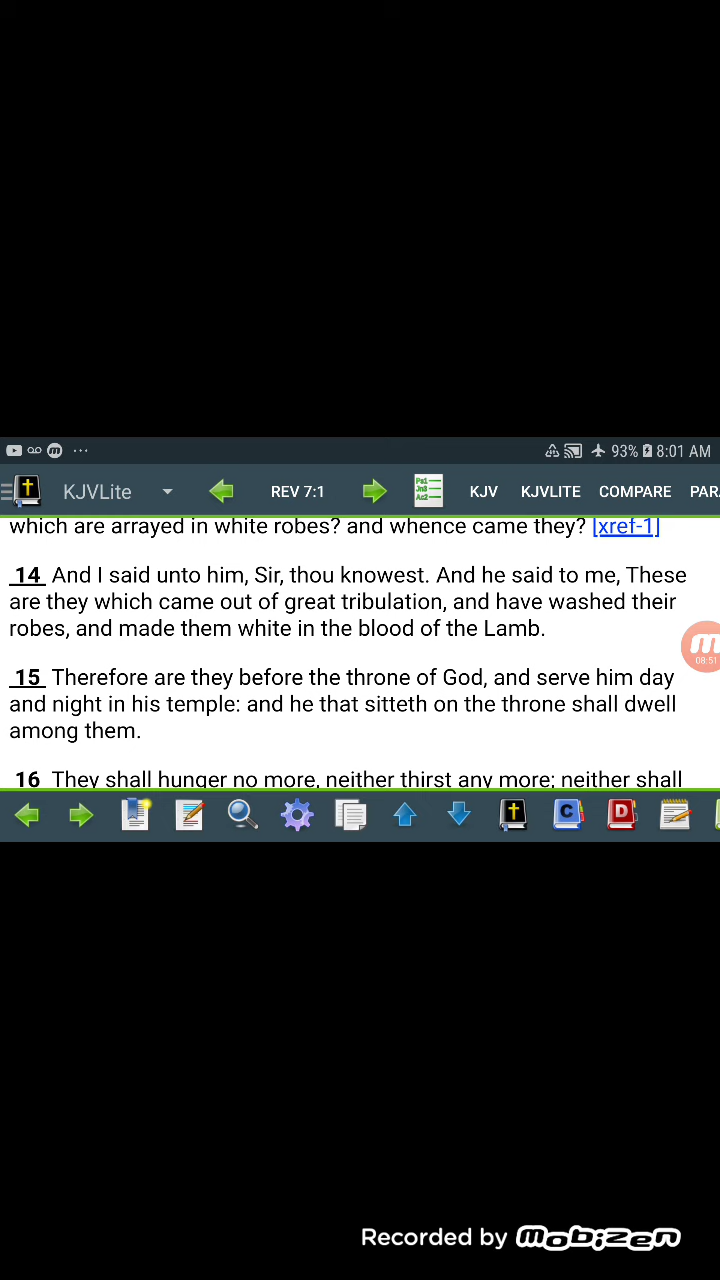 93% 8:01 AM
KJVLite REV 7:1 KJV KJVLITE COMPARE PAR
which are arrayed in white robes? and whence came they? [xref-1]
14 And I said unto him, Sir, thou knowest. And he said to me, These
are they which came out of great tribulation, and have washed their
robes, and made them white in the blood of the Lamb.
08:51
15 Therefore are they before the throne of God, and serve him day
and night in his temple: and he that sitteth on the throne shall dwell
among them.
16 They shall hunger no more, neither thirst any more; neither shall
Recorded by Mobizen